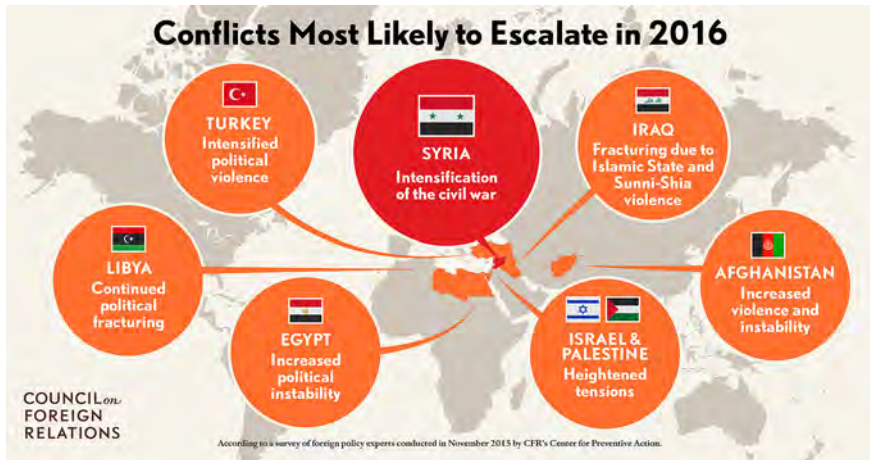 Conflicts Most Likely to Escalate in 2016
TURKEY
Intensified
political
violence
SYRIA
Intensification
of the civil war
IRAQ
Fracturing due to
Islamic State and
Sunni-Shia
violence
LIBYA
Continued
political
fracturing
EGYPT
Increased
political
instability
ISRAEL &
PALESTINE
Heightened
tensions
AFGHANISTAN
Increased
violence and
instability
COUNCIL on
FOREIGN
RELATIONS
According to a survey of foreign policy experts conducted in November 2015 by CFR's Center for Preventive Action.